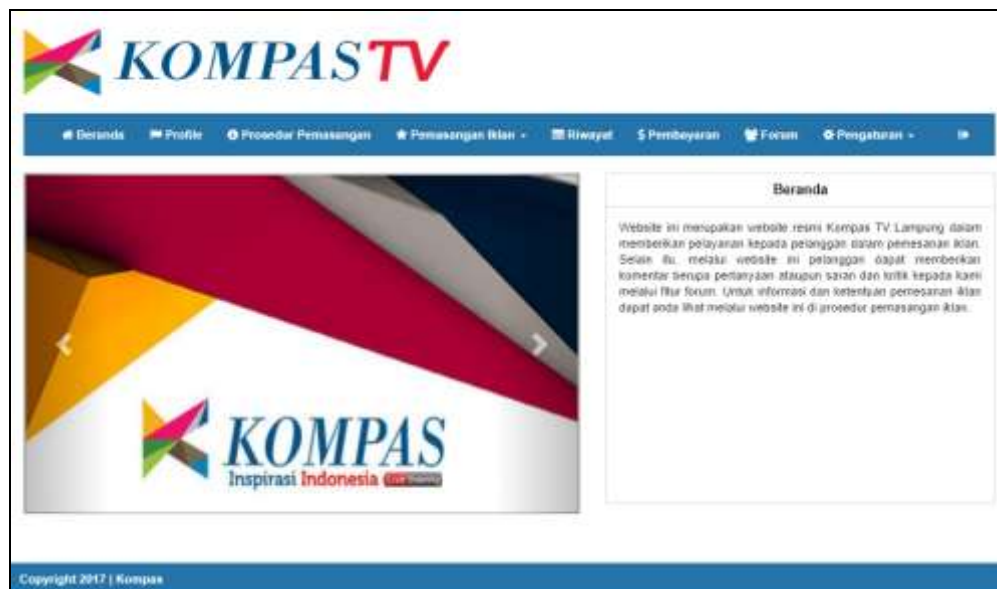 KOMPAS TV
Beranda Profile Prosedur Pemasangan Pemasangan Iklan Riwayat $ Pembayaran Forum Pengaturan
Beranda
Website ini merupakan website resmi Kompas TV Lampung dalam
memberikan pelayanan kepada pelanggan dalam pemesanan iklan.
Selain itu, melalui website ini pelanggan dapat memberikan
komentar berupa pertanyaan ataupun saran dan kritik kepada kami
melalui fitur forum. Untuk informasi dan ketentuan pemesanan iklan
dapat anda lihat melalui website ini di prosedur pemasangan iklan.
KOMPAS
Inspirasi Indonesia
Copyright 2017 | Kompas